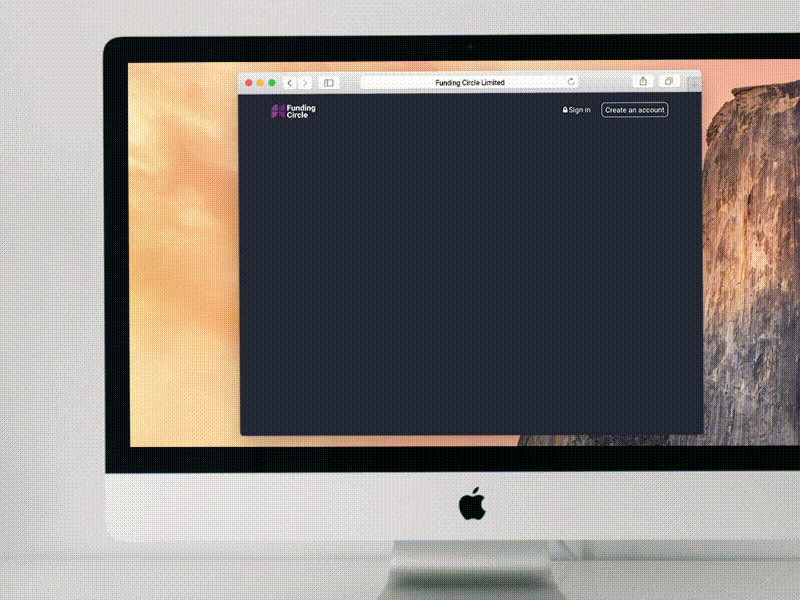 Funding Circle Limited
Funding
Circle
Sign in
Create an account